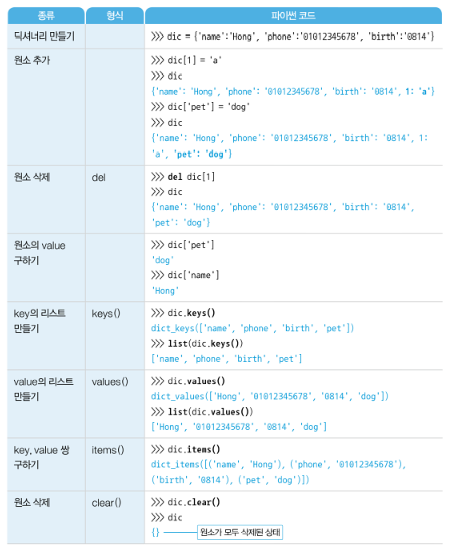 종류 형식 파이썬 코드
딕셔너리 만들기 >>> dic = {'name':'Hong', 'phone':'01012345678', 'birth':'0814'}
원소 추가 >>> dic[1] = 'a'
>>> dic
{'name': 'Hong', 'phone': '01012345678', 'birth': '0814', 1: 'a'}
>>> dic['pet'] = 'dog'
>>> dic
{'name': 'Hong', 'phone': '01012345678', 'birth': '0814', 1:
'a', 'pet': 'dog'}
원소 삭제 del >>> del dic[1]
>>> dic
{'name': 'Hong', 'phone': '01012345678', 'birth': '0814',
'pet': 'dog'}
원소의 value >>> dic['pet']
구하기 'dog'
>>> dic['name']
'Hong'
key의 리스트 keys() >>> dic.keys()
만들기 dict_keys(['name', 'phone', 'birth', 'pet'])
>>> list(dic.keys())
['name', 'phone', 'birth', 'pet']
value의 리스트 values() >>> dic.values()
만들기 dict_values(['Hong', '01012345678', '0814', 'dog'])
>>> list(dic.values())
['Hong', '01012345678', '0814', 'dog']
key, value 쌍 items() >>> dic.items()
구하기 dict_items([('name', 'Hong'), ('phone', '01012345678'),
('birth', '0814'), ('pet', 'dog')])
원소 삭제 clear() >>> dic.clear()
>>> dic
{} 원소가 모두 삭제된 상태